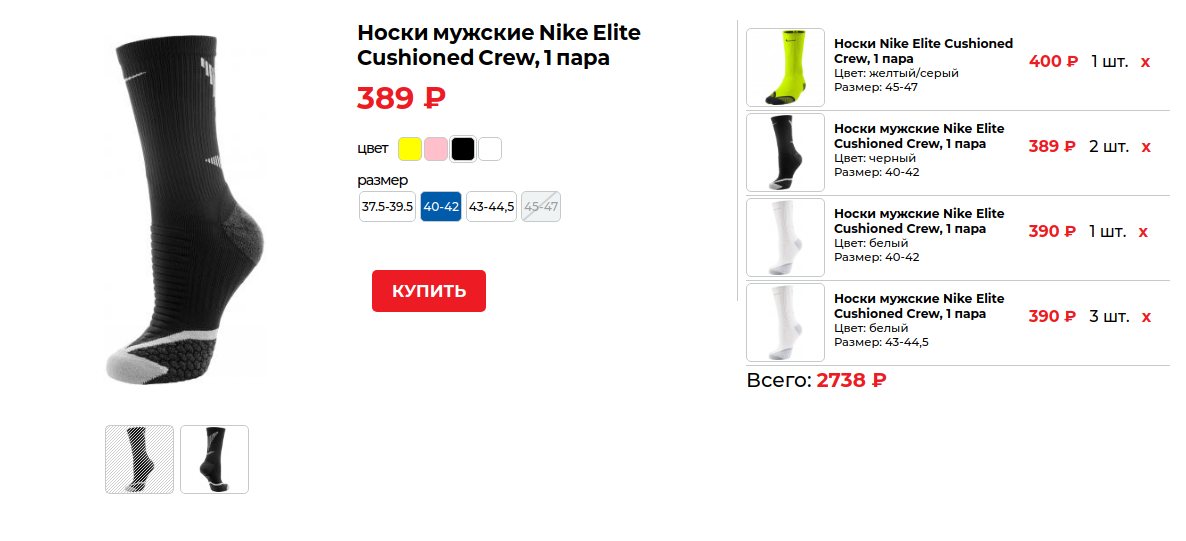 Носки мужские Nike Elite
Cushioned Crew, 1 пара
389 ₽
цвет
размер
37.5-39.5 40-42 43-44,5 45-47
КУПИТЬ
Носки Nike Elite Cushioned
Crew, 1 пара
Цвет: желтый/серый
Размер: 45-47
400 ₽ 1 шт. x
Носки мужские Nike Elite
Cushioned Crew, 1 пара
Цвет: черный
Размер: 40-42
389 ₽ 2 шт. x
Носки мужские Nike Elite
Cushioned Crew, 1 пара
Цвет: белый
Размер: 40-42
390 ₽ 1 шт. x
Носки мужские Nike Elite
Cushioned Crew, 1 пара
Цвет: белый
Размер: 43-44,5
390 ₽ 3 шт. x
Всего: 2738 ₽